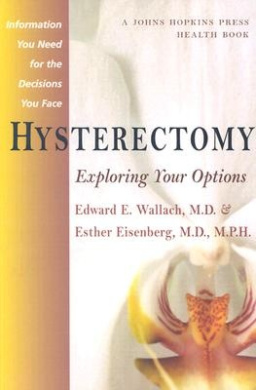 Information
You Need
for the
Decisions
You Face
A JOHNS HOPKINS PRESS
HEALTH BOOK
HYSTERECTOMY
Exploring Your Options
Edward E. Wallach, M.D. &
Esther Eisenberg, M.D., M.P.H.